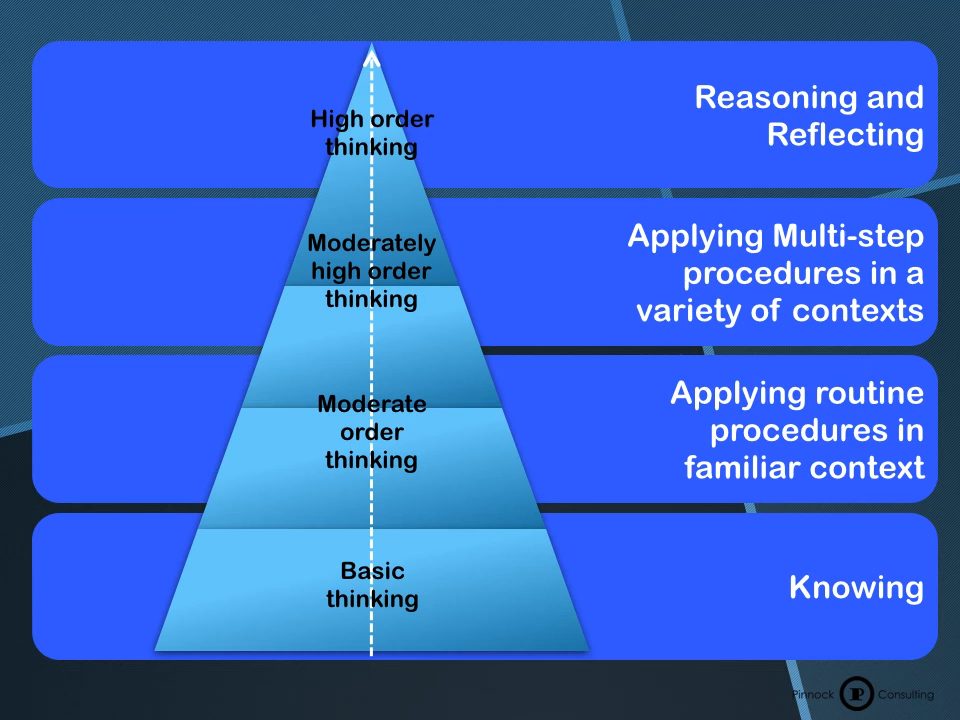 High order
thinking
Reasoning and
Reflecting
Moderately
high order
thinking
Applying Multi-step
procedures in a
variety of contexts
Moderate
order
thinking
Applying routine
procedures in
familiar context
Basic
thinking
Knowing
Pinnock P Consulting